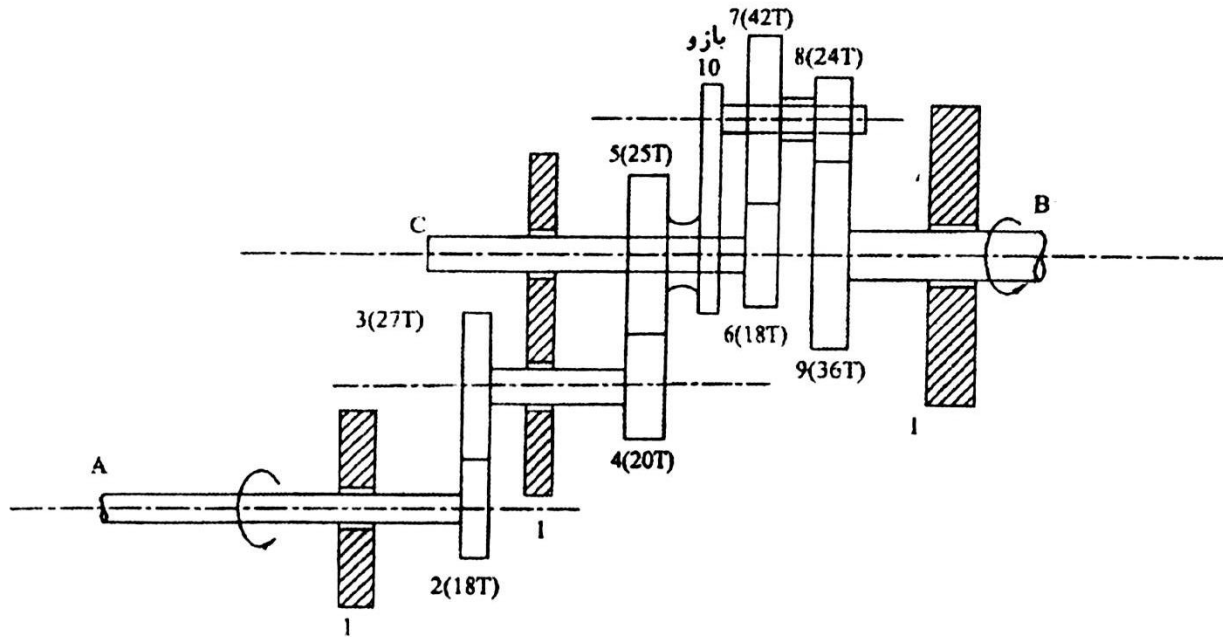 7(42T)
بازو
10
8(24T)
5(25T)
C
B
3(27T)
6(18T)
9(36T)
1
4(20T)
A
1
2(18T)
1